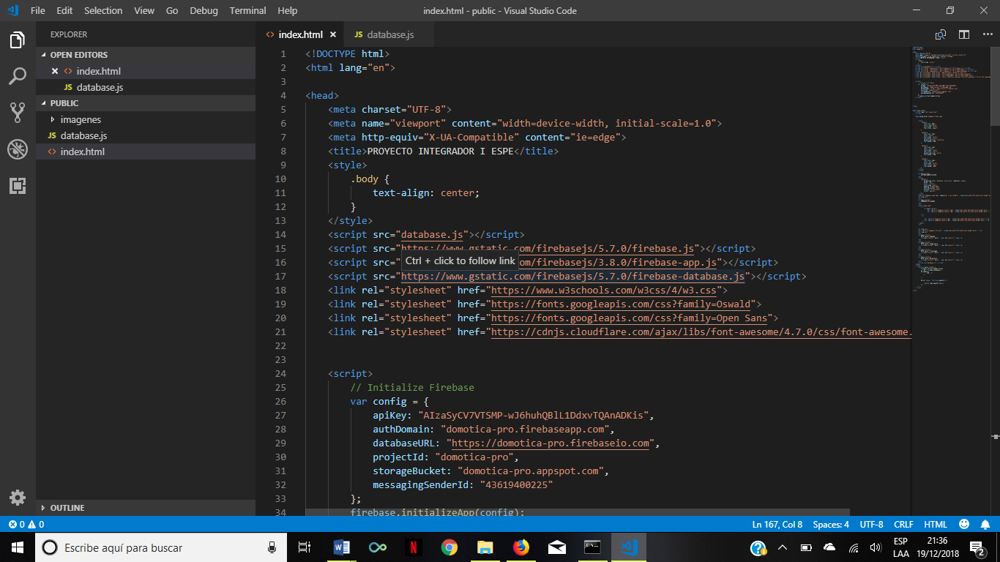 File Edit Selection View Go Debug Terminal Help index.html - public - Visual Studio Code
EXPLORER
OPEN EDITORS
index.html
JS database.js
PUBLIC
imagenes
JS database.js
index.html
OUTLINE
index.html JS database.js
1 <!DOCTYPE html>
2 <html lang="en">
3
4 <head>
5 <meta charset="UTF-8">
6 <meta name="viewport" content="width=device-width, initial-scale=1.0">
7 <meta http-equiv="X-UA-Compatible" content="ie=edge">
8 <title>PROYECTO INTEGRADOR I ESPE</title>
9 <style>
10 .body {
11 text-align: center;
12 }
13 </style>
14 <script src="database.js"></script>
15 <script src="https://www.gstatic.com/firebasejs/5.7.0/firebase.js"></script>
Ctrl + click to follow link
16 <script src=" /firebasejs/3.8.0/firebase-app.js"></script>
17 <script src="https://www.gstatic.com/firebasejs/5.7.0/firebase-database.js"></script>
18 <link rel="stylesheet" href="https://www.w3schools.com/w3css/4/w3.css">
19 <link rel="stylesheet" href="https://fonts.googleapis.com/css?family=Oswald">
20 <link rel="stylesheet" href="https://fonts.googleapis.com/css?family=Open Sans">
21 <link rel="stylesheet" href="https://cdnjs.cloudflare.com/ajax/libs/font-awesome/4.7.0/css/font-awesome.
22
23
24 <script>
25 // Initialize Firebase
26 var config = {
27 apiKey: "AIzaSyCV7VTSMP-wJ6huhQBlL1DdxvTQAnADKis",
28 authDomain: "domotica-pro.firebaseapp.com",
29 databaseURL: "https://domotica-pro.firebaseio.com",
30 projectId: "domotica-pro",
31 storageBucket: "domotica-pro.appspot.com",
32 messagingSenderId: "43619400225"
33 };
34 firebase.initializeApp(config);
0 0 Ln 167, Col 8 Spaces: 4 UTF-8 CRLF HTML
Escribe aquí para buscar
ESP 21:36
LAA 19/12/2018 2